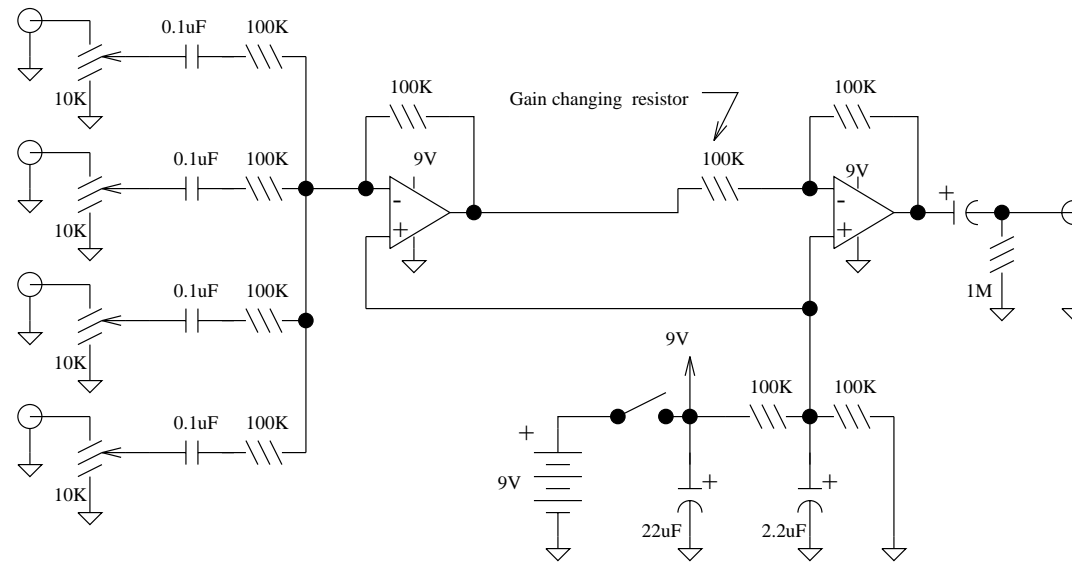 0.1uF
100K
10K
0.1uF
100K
10K
0.1uF
100K
10K
0.1uF
100K
10K
100K
9V
-
+
Gain changing resistor
100K
100K
9V
-
+
+
1M
9V
100K
100K
+
9V
+
22uF
+
2.2uF